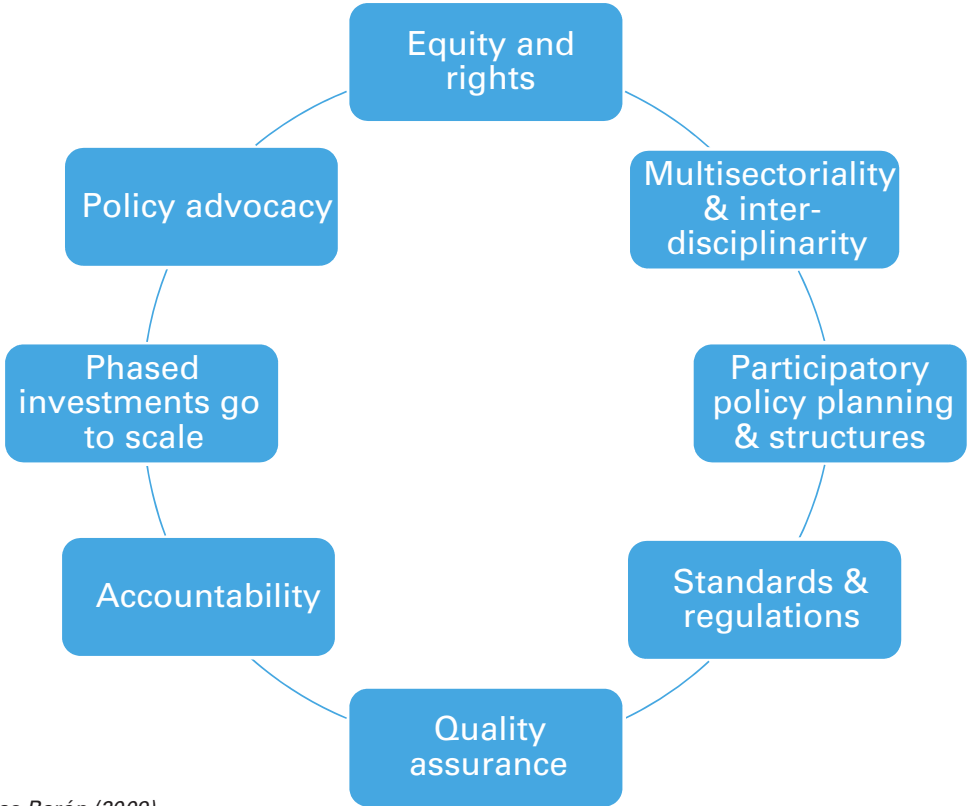 Equity and
rights
Multisectoriality
& inter-
disciplinarity
Participatory
policy planning
& structures
Standards &
regulations
Quality
assurance
Accountability
Phased
investments go
to scale
Policy advocacy